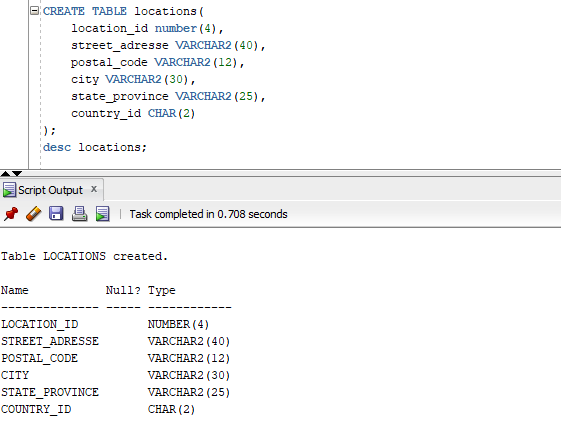 CREATE TABLE locations(
location_id number(4),
street_adresse VARCHAR2(40),
postal_code VARCHAR2(12),
city VARCHAR2(30),
state_province VARCHAR2(25),
country_id CHAR(2)
);
desc locations;
Script Output x
Task completed in 0.708 seconds
Table LOCATIONS created.
Name Null? Type
-------------- ----- ------------
LOCATION_ID NUMBER(4)
STREET_ADRESSE VARCHAR2(40)
POSTAL_CODE VARCHAR2(12)
CITY VARCHAR2(30)
STATE_PROVINCE VARCHAR2(25)
COUNTRY_ID CHAR(2)